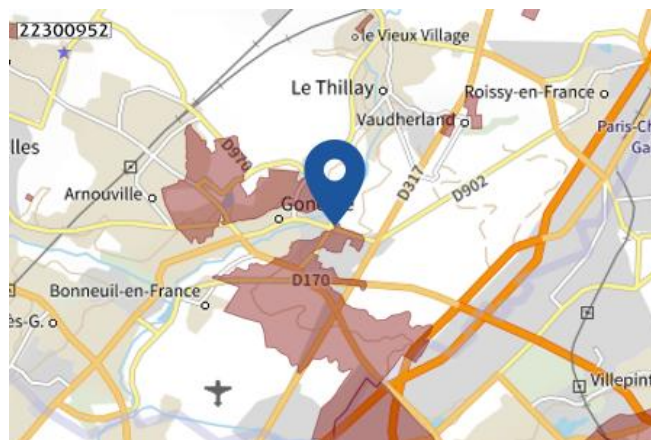 22300952
le Vieux Village
Le Thillay
Roissy-en-France
Vaudherland
Paris-Ch
Ga
lles
D970
D317
D902
Arnouville
Gon
e
D170
Bonneuil-en-France
ès-G.
Villepint